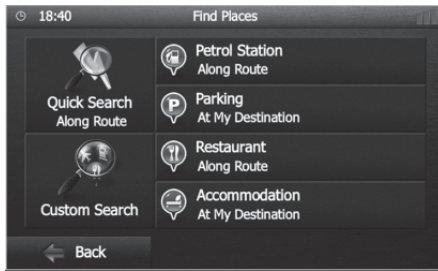 18:40 Find Places
Quick Search
Along Route
Custom Search
Petrol Station
Along Route
P Parking
At My Destination
Restaurant
Along Route
Accommodation
At My Destination
Back